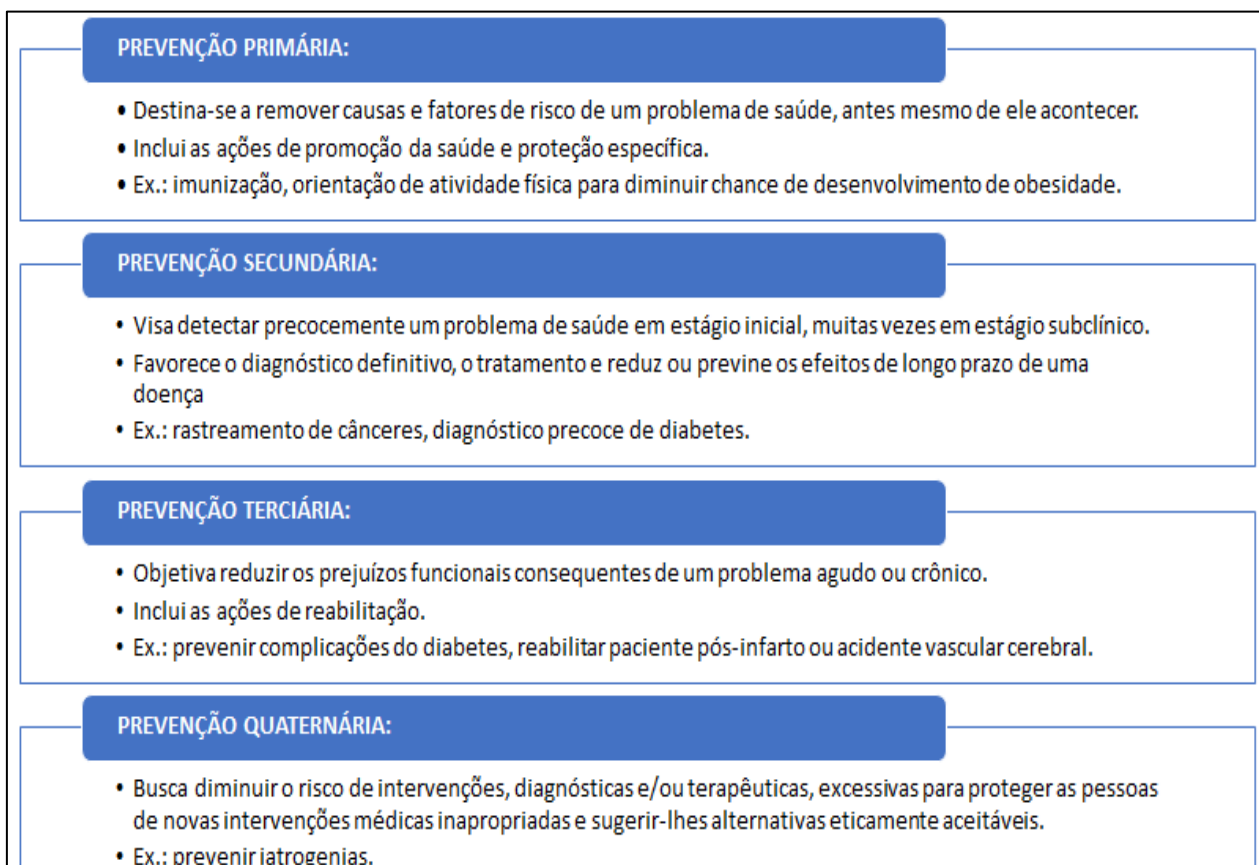 PREVENÇÃO PRIMÁRIA:
• Destina-se a remover causas e fatores de risco de um problema de saúde, antes mesmo de ele acontecer.
• Inclui as ações de promoção da saúde e proteção específica.
• Ex.: imunização, orientação de atividade física para diminuir chance de desenvolvimento de obesidade.
PREVENÇÃO SECUNDÁRIA:
• Visa detectar precocemente um problema de saúde em estágio inicial, muitas vezes em estágio subclínico.
• Favorece o diagnóstico definitivo, o tratamento e reduz ou previne os efeitos de longo prazo de uma
doença
• Ex.: rastreamento de cânceres, diagnóstico precoce de diabetes.
PREVENÇÃO TERCIÁRIA:
• Objetiva reduzir os prejuízos funcionais consequentes de um problema agudo ou crônico.
• Inclui as ações de reabilitação.
• Ex.: prevenir complicações do diabetes, reabilitar paciente pós-infarto ou acidente vascular cerebral.
PREVENÇÃO QUATERNÁRIA:
• Busca diminuir o risco de intervenções, diagnósticas e/ou terapêuticas, excessivas para proteger as pessoas
de novas intervenções médicas inapropriadas e sugerir-lhes alternativas eticamente aceitáveis.
• Ex.: prevenir iatrogenias.